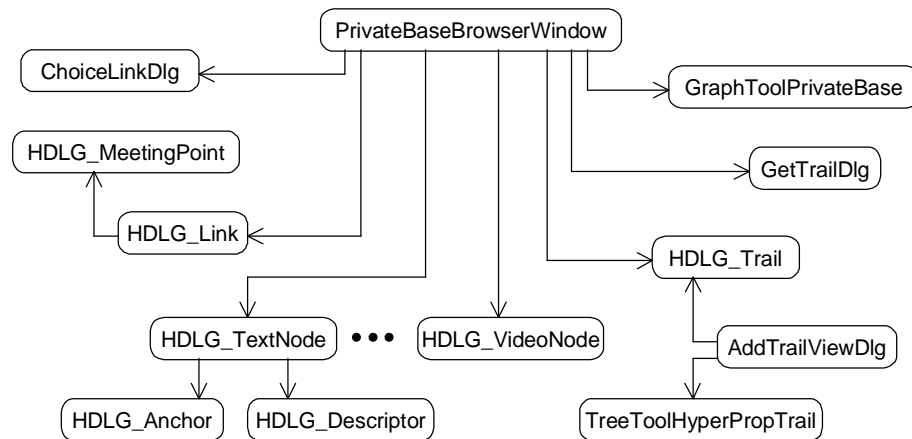 PrivateBaseBrowserWindow
ChoiceLinkDlg
GraphToolPrivateBase
HDLG_MeetingPoint
GetTrailDlg
HDLG_Link
HDLG_Trail
HDLG_TextNode
HDLG_VideoNode
AddTrailViewDlg
HDLG_Anchor
HDLG_Descriptor
TreeToolHyperPropTrail